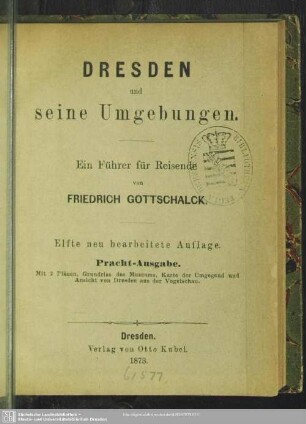 DRESDEN
und
seine Umgebungen.
Ein Führer für Reisende
von
FRIEDRICH GOTTSCHALCK.
Elfte neu bearbeitete Auflage.
Pracht-Ausgabe.
Mit 2 Plänen, Grundriss des Museums, Karte der Umgegend und
Ansicht von Dresden aus der Vogelschau.
Dresden,
Verlag von Otto Kubel.
1873.